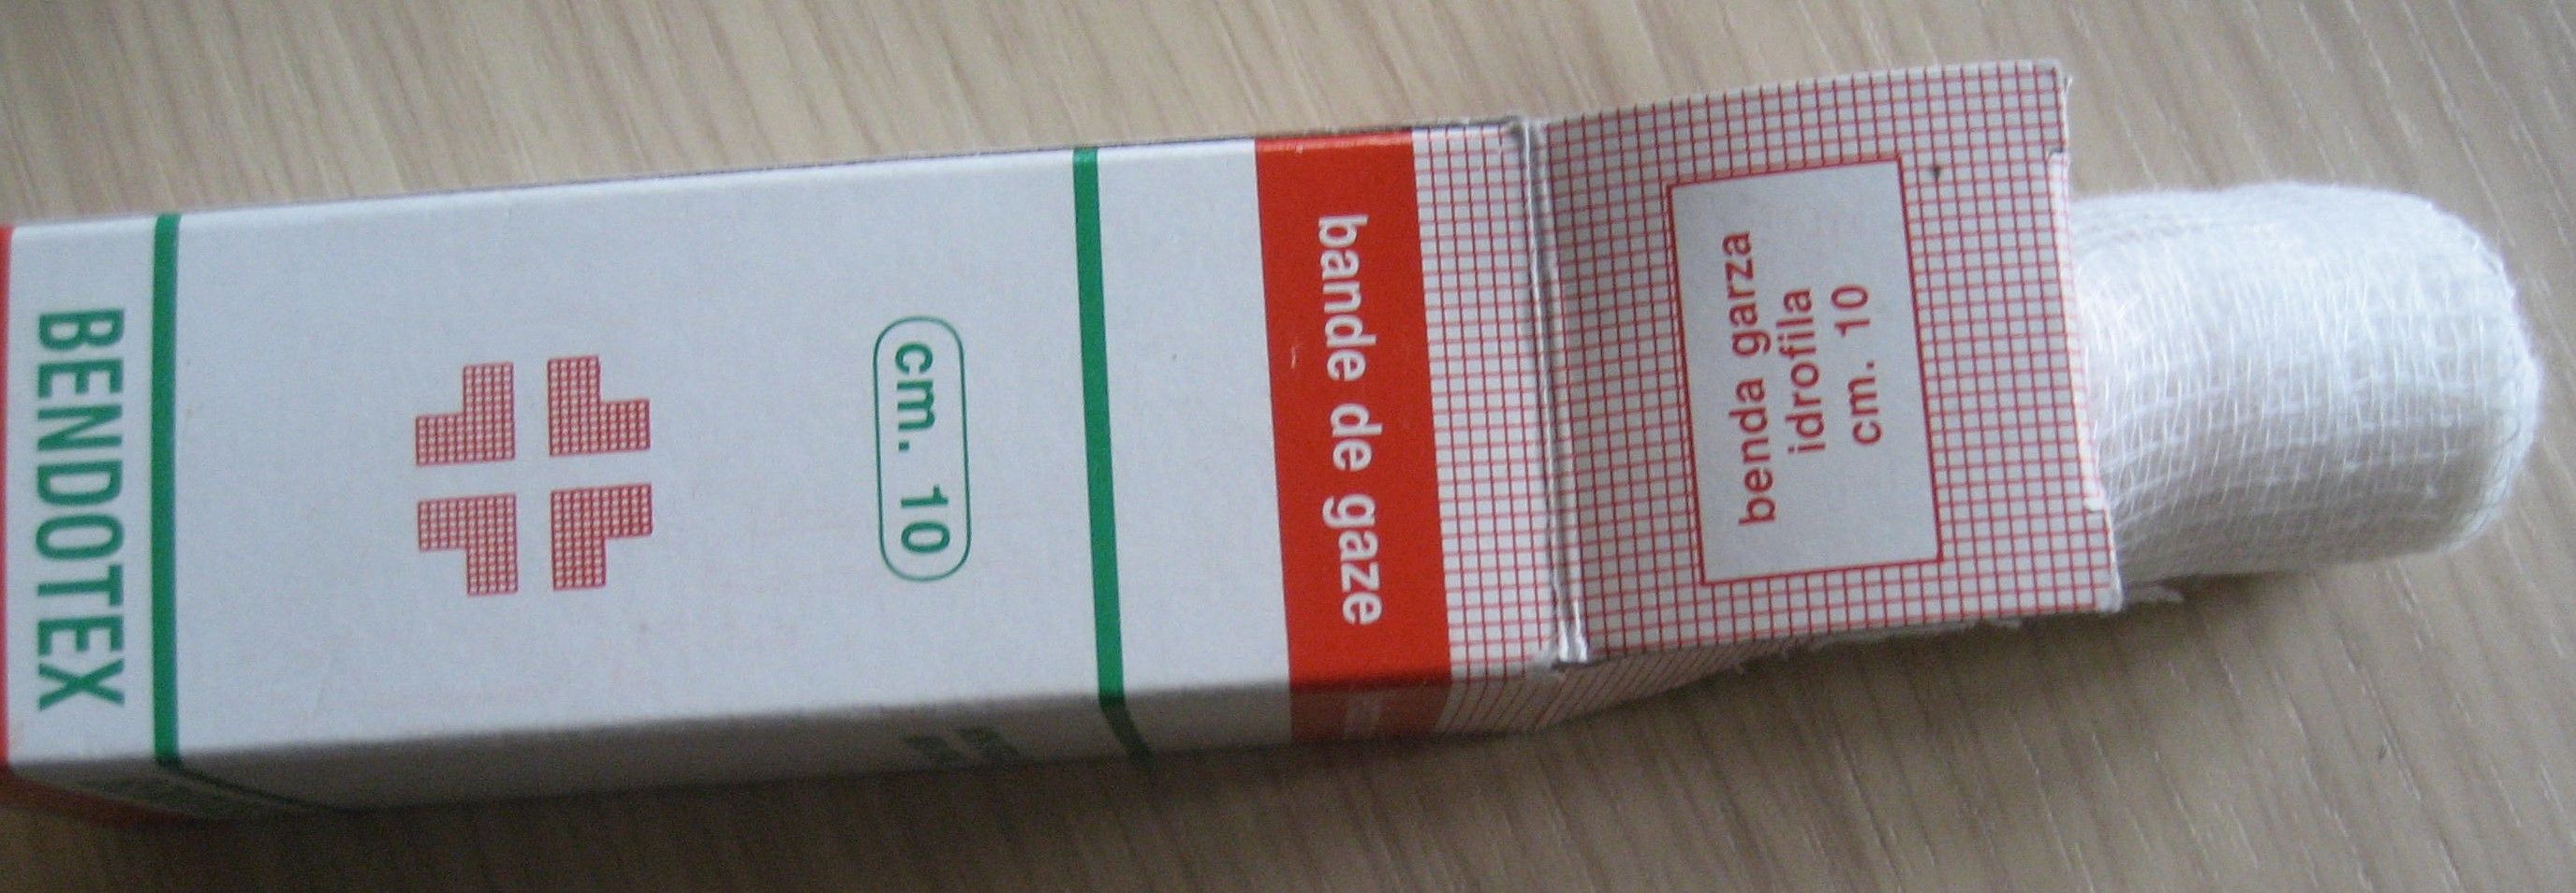 BENDOTEX
cm. 10
bande de gaze
benda garza
idrofila
cm. 10